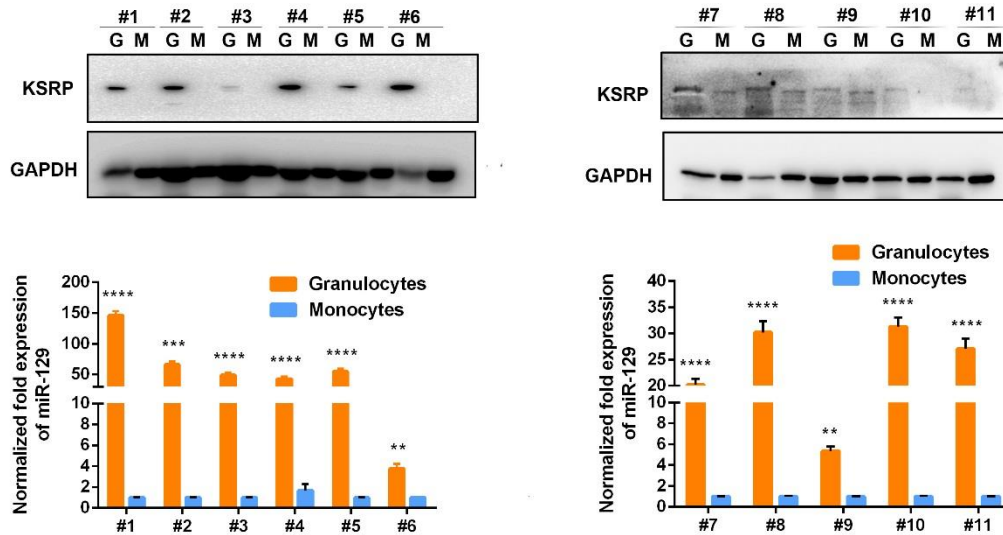 #1 #2 #3 #4 #5 #6
G M G M G M G M G M G M
KSRP
GAPDH
#7 #8 #9 #10 #11
G M G M G M G M G M
KSRP
GAPDH
Normalized fold expression
of miR-129
200
150
100
50
10
8
6
4
2
0
Granulocytes
Monocytes
****
***
****
****
****
**
#1 #2 #3 #4 #5 #6
Normalized fold expression
of miR-129
40
35
30
25
20
10
8
6
4
2
0
Granulocytes
Monocytes
****
****
**
****
****
#7 #8 #9 #10 #11